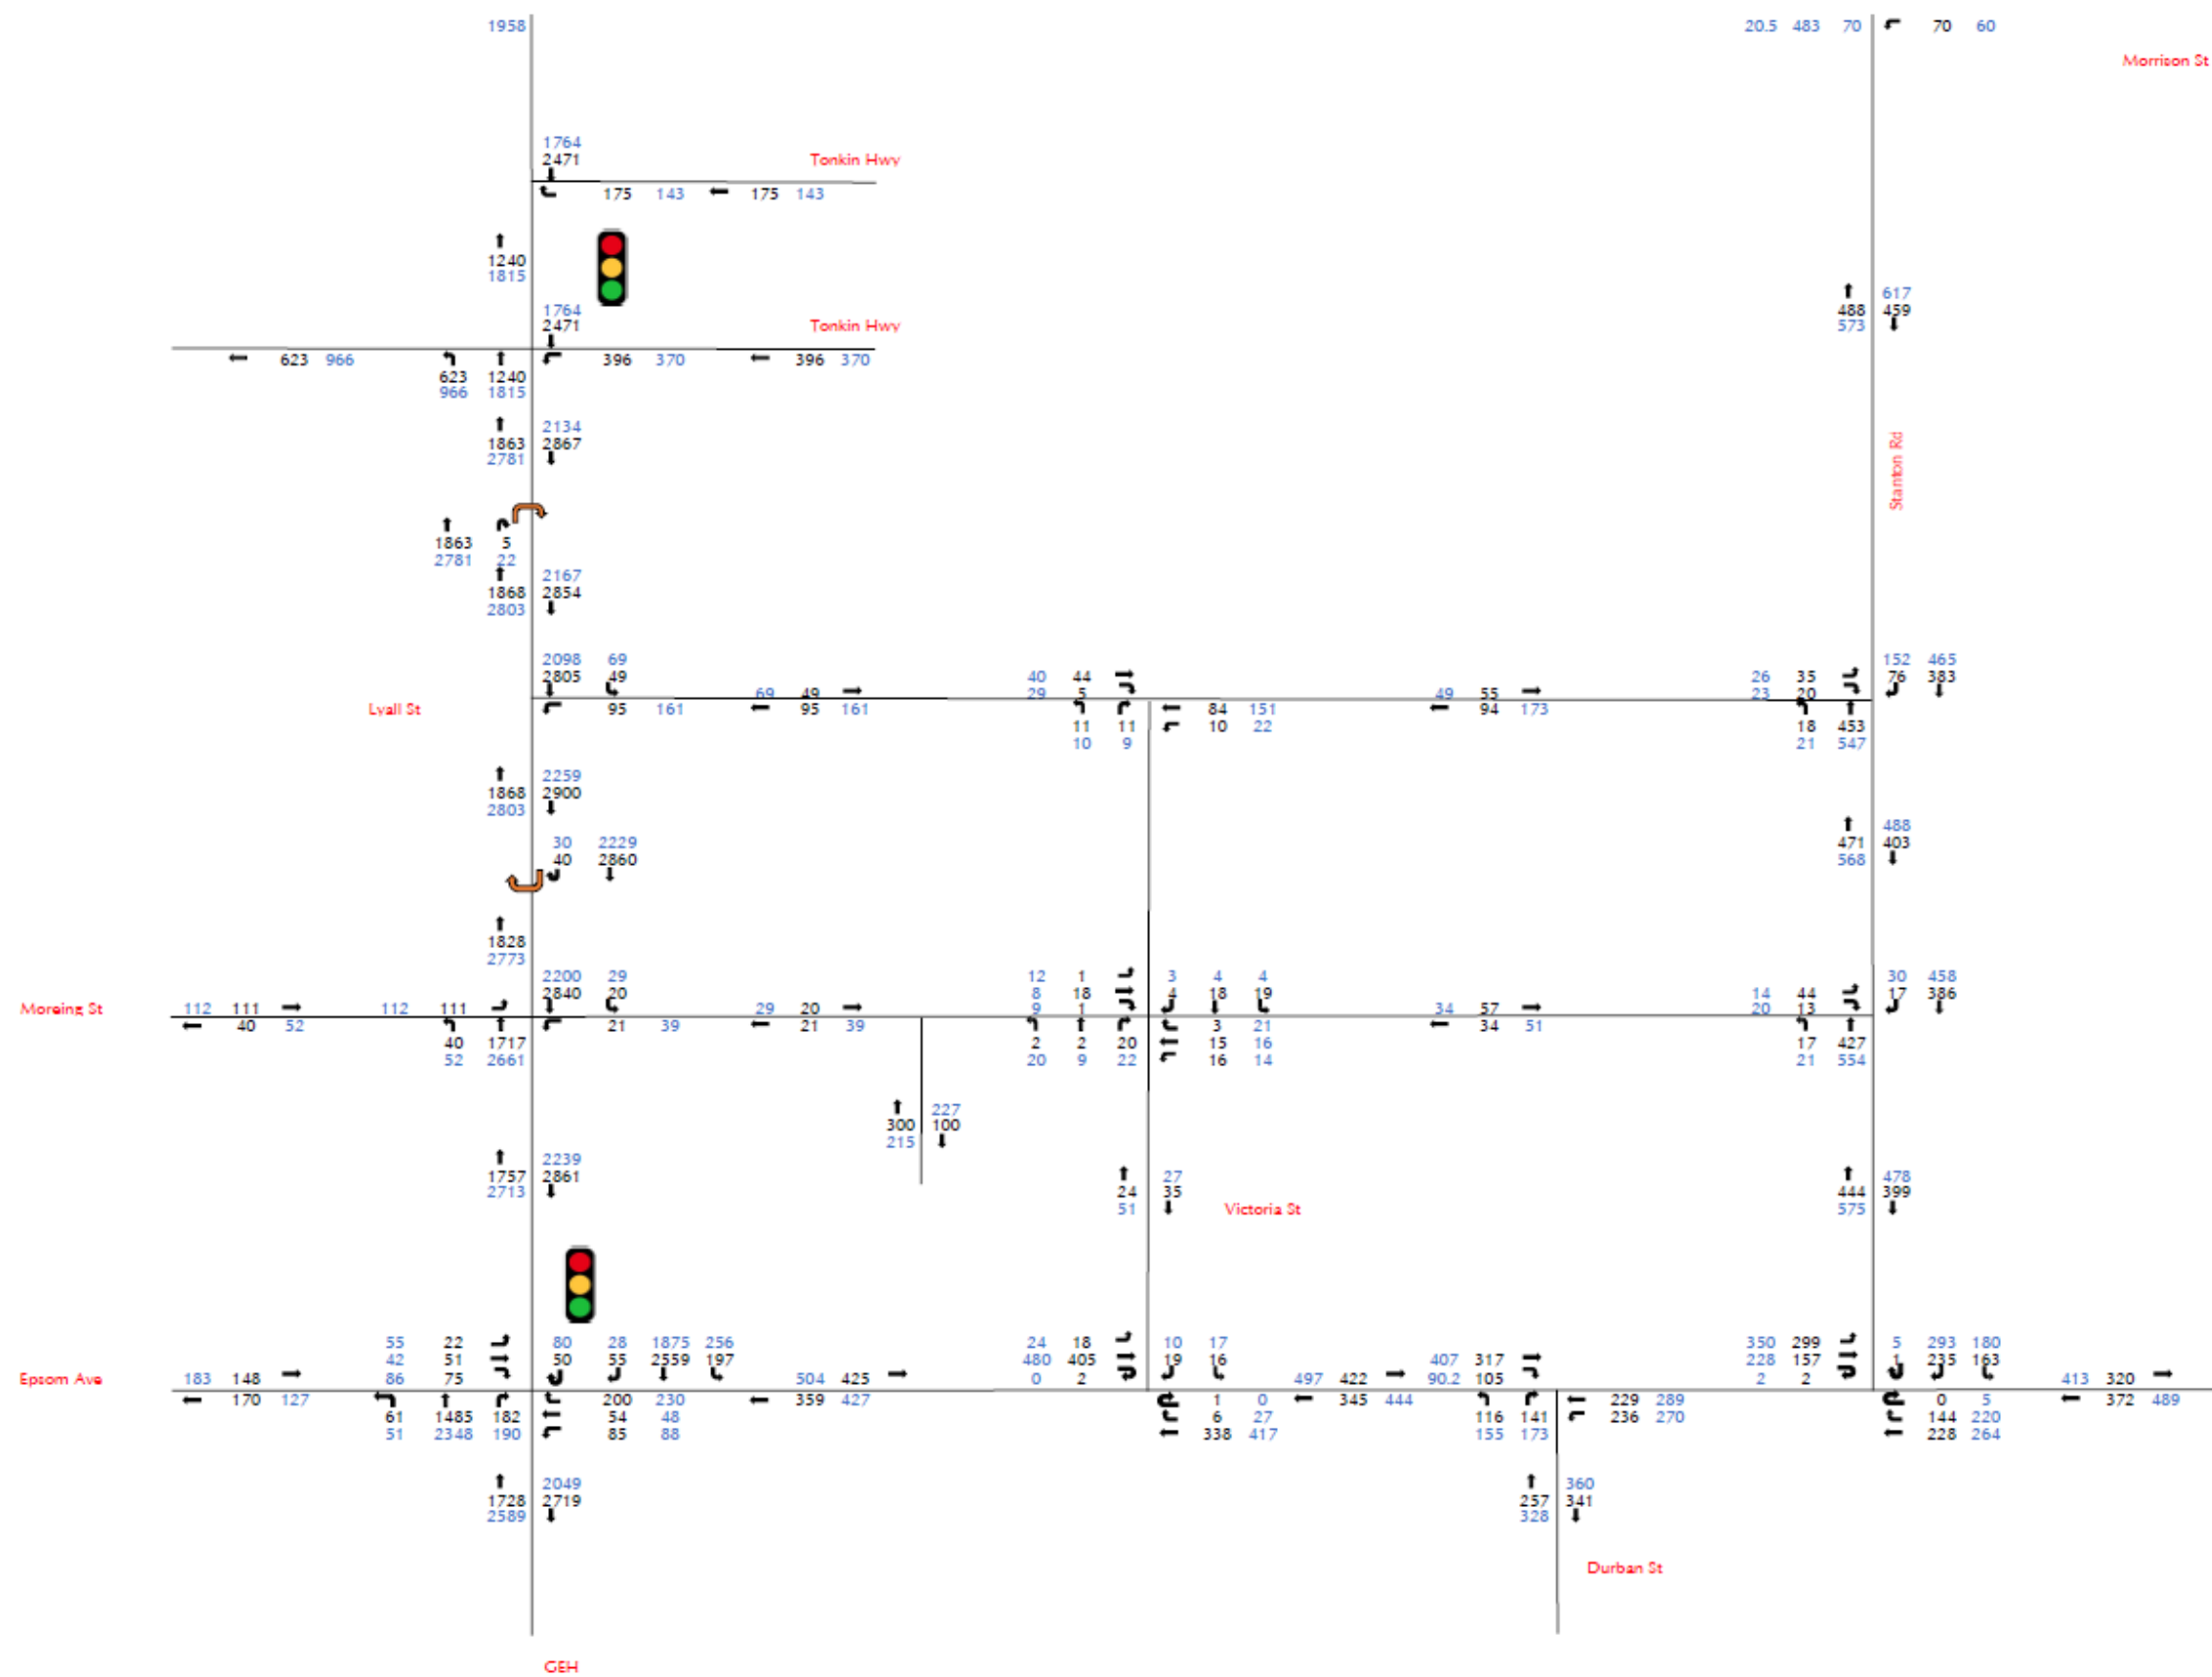 1958 20.5 483 70 70 60
Morrison St
1764
2471 Tonkin Hwy
175 143 175 143
1240
1815
617
488 459
573
1764
2471 Tonkin Hwy
623 966 396 370 396 370
623 1240
966 1815
2134
1863 2867
2781
Stanton Rd
1863 5
2781 22
2167
1868 2854
2803
2098 69 40 44 26 35 152 465
2805 49 29 5 23 20 76 383
69 49 49 55
Lyall St 95 161 95 161 84 151 94 173
11 11 10 22 18 453
10 9 21 547
2259
1868 2900
2803
488
471 403
568
30 2229
40 2860
1828
2773
2200 29 12 1 3 4 4 14 44 30 458
2840 20 8 18 4 18 19 20 13 17 386
Moreing St 112 111 112 111 29 20 9 1 34 57
40 52 21 39 21 39 3 21 34 51
40 1717 2 2 20 15 16 17 427
52 2661 20 9 22 16 14 21 554
227
300 100
215
2239
1757 2861
2713
27
24 35
51
478
444 399
575
Victoria St
55 22 80 28 1875 256 24 18 10 17 350 299 5 293 180
42 51 50 55 2559 197 480 405 19 16 407 317 228 157 1 235 163
Epsom Ave 183 148 86 75 504 425 0 2 497 422 90.2 105 2 2 413 320
170 127 200 230 359 427 1 0 345 444 229 289 0 5 372 489
61 1485 182 54 48 6 27 116 141 236 270 144 220
51 2348 190 85 88 338 417 155 173 228 264
2049
1728 2719
2589
360
257 341
328
Durban St
GEH